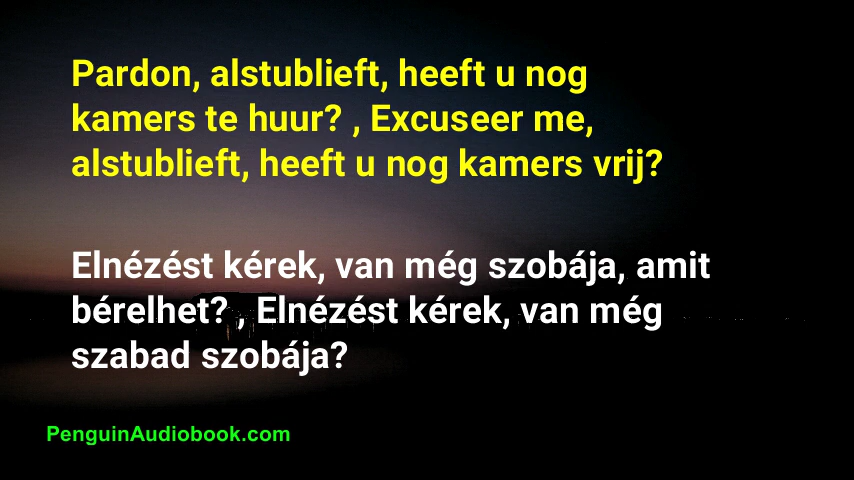 Pardon, alstublieft, heeft u nog
kamers te huur? , Excuseer me,
alstublieft, heeft u nog kamers vrij?
Elnézést kérek, van még szobája, amit
bérelhet? , Elnézést kérek, van még
szabad szobája?
PenguinAudiobook.com